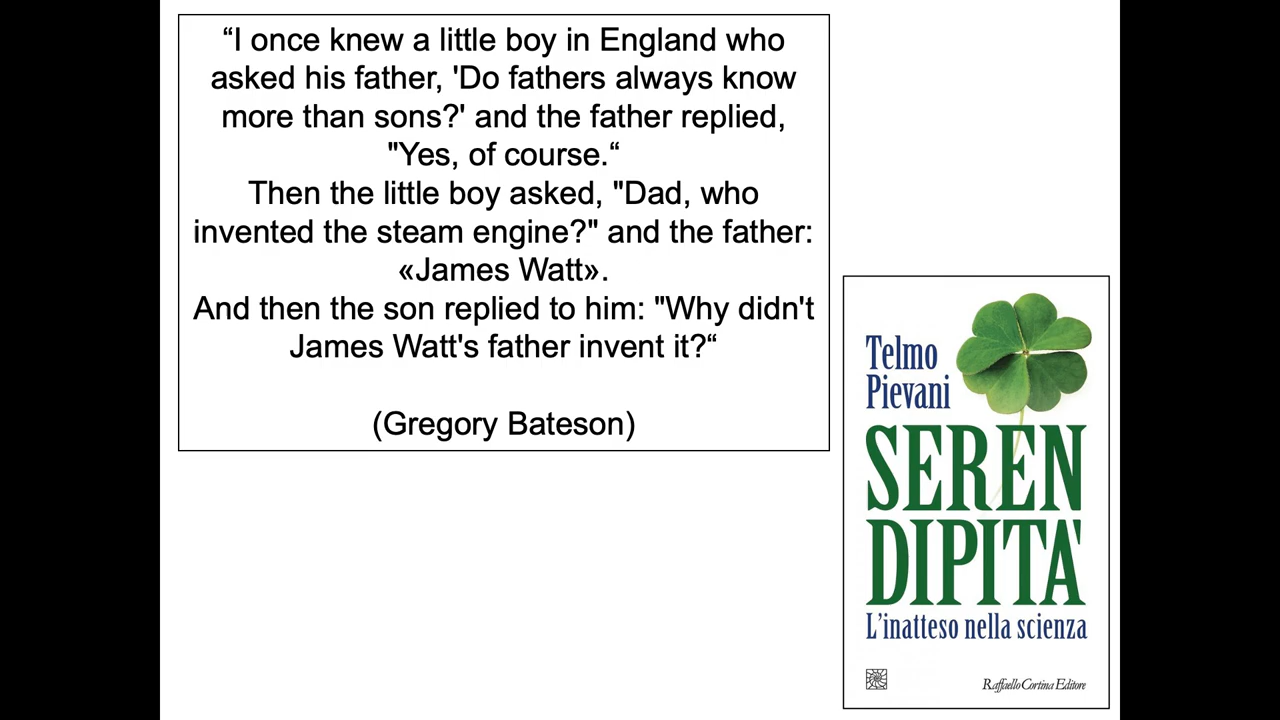 “I once knew a little boy in England who
asked his father, 'Do fathers always know
more than sons?' and the father replied,
"Yes, of course.“
Then the little boy asked, "Dad, who
invented the steam engine?" and the father:
«James Watt».
And then the son replied to him: "Why didn't
James Watt's father invent it?“
(Gregory Bateson)
Telmo
Pievani
SEREN
DIPITA'
L'inatteso nella scienza
Raffaello Cortina Editore